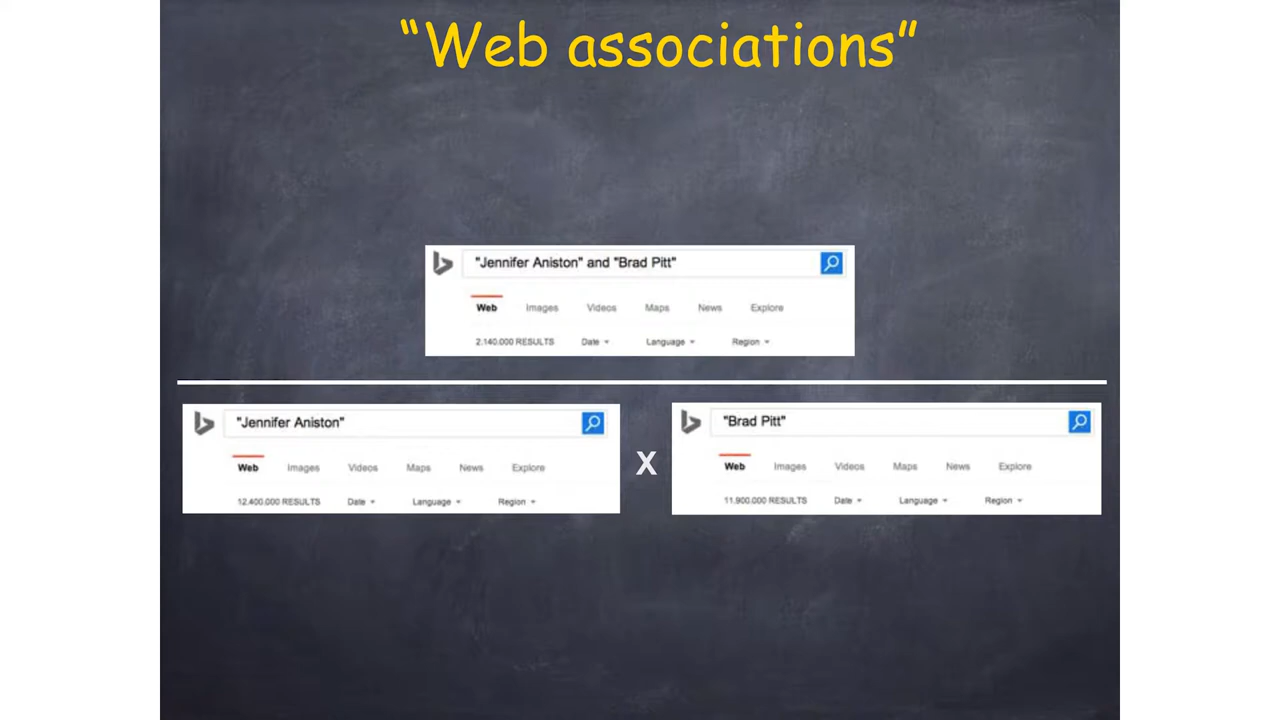 “Web associations”
"Jennifer Aniston" and "Brad Pitt"
Web Images Videos Maps News Explore
2.140.000 RESULTS Date Language Region
"Jennifer Aniston"
Web Images Videos Maps News Explore
12.400.000 RESULTS Date Language Region
X
"Brad Pitt"
Web Images Videos Maps News Explore
11.900.000 RESULTS Date Language Region